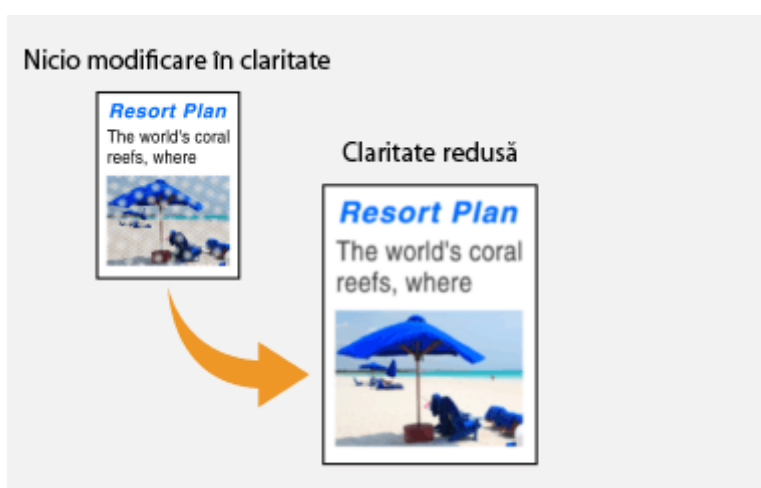 Nicio modificare în claritate
Resort Plan
The world's coral
reefs, where
Claritate redusă
Resort Plan
The world's coral
reefs, where